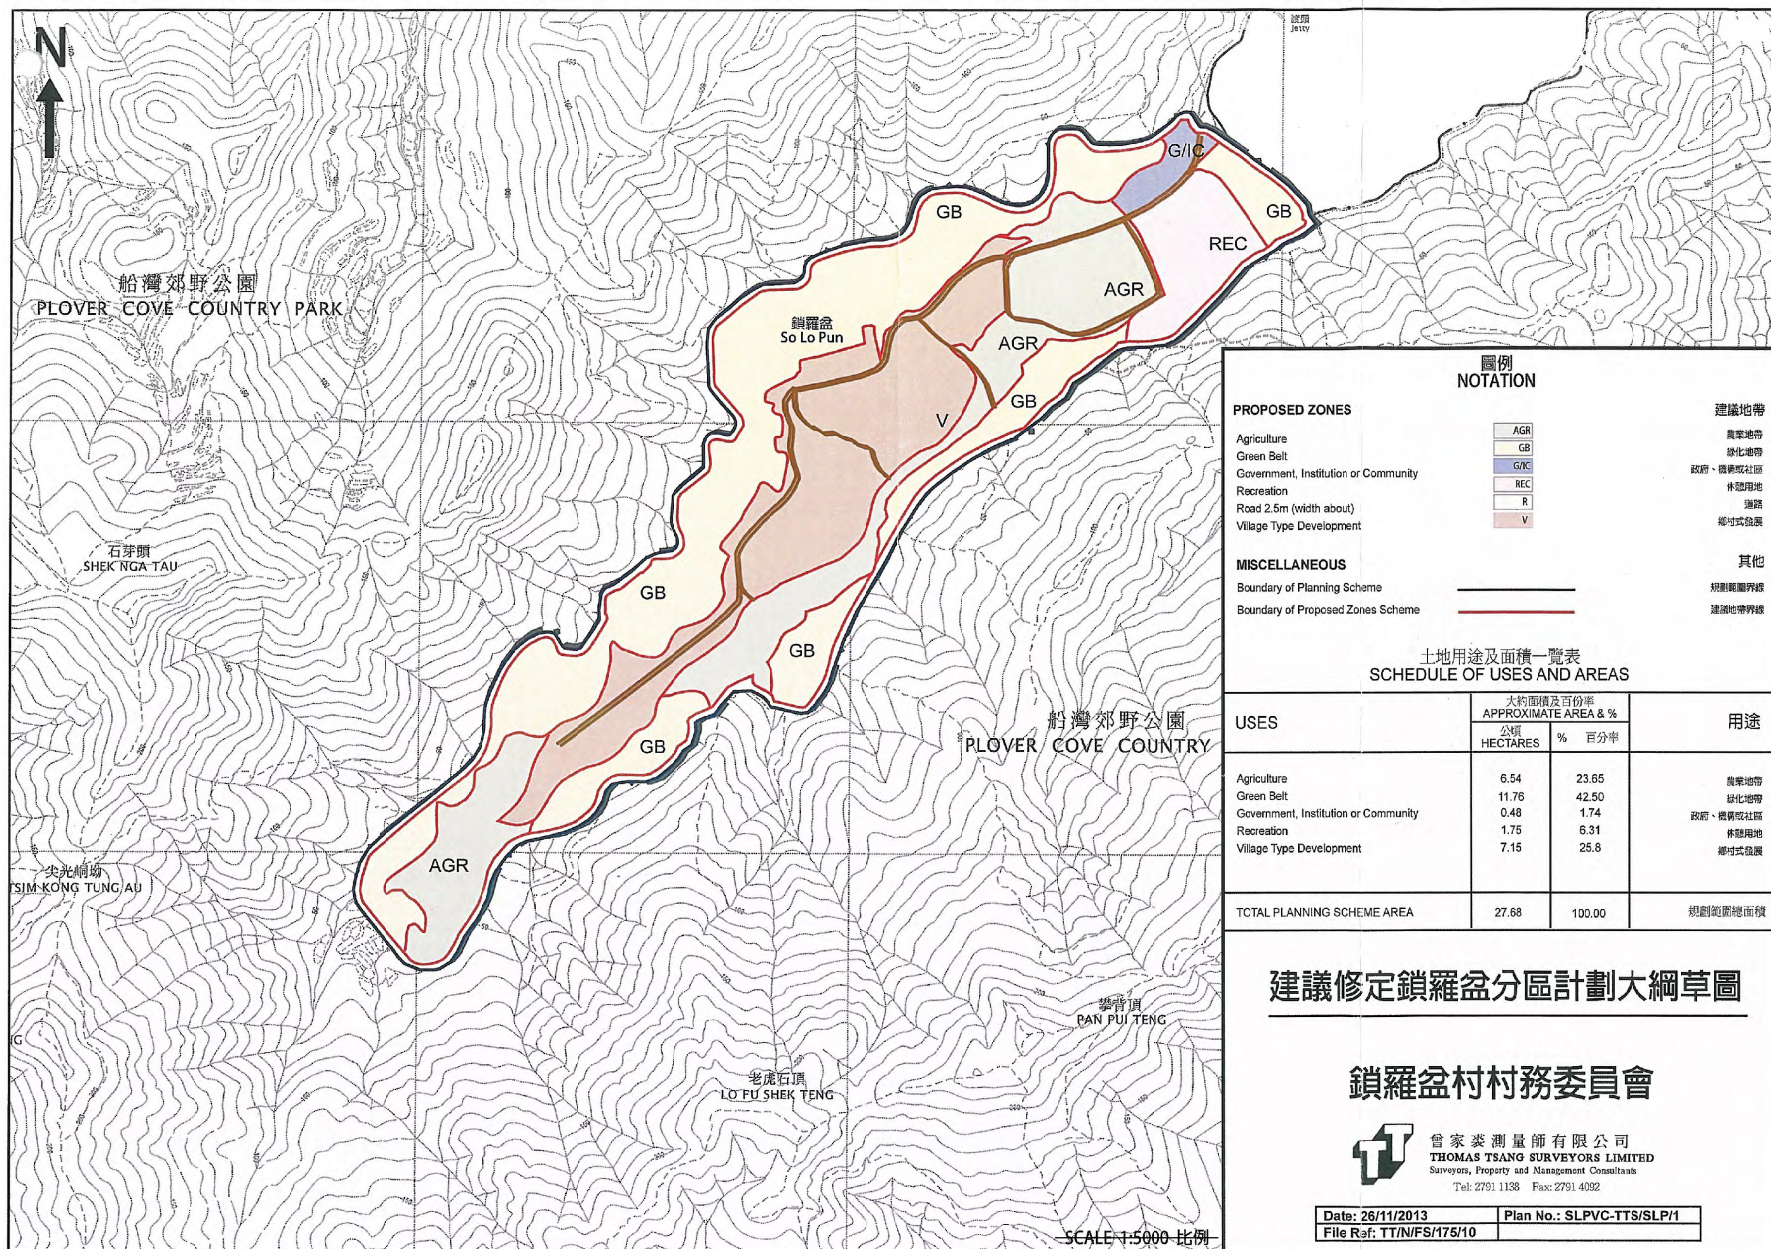 N
渡頭
Jetty
G/IC
GB
GB
REC
船灣郊野公園
PLOVER COVE COUNTRY PARK
AGR
鎖羅盆
So Lo Pun
AGR
GB
V
石芽頭
SHEK NGA TAU
GB
GB
船灣郊野公園
PLOVER COVE COUNTRY
GB
AGR
尖光峒坳
TSIM KONG TUNG AU
攀背頂
PAN PUI TENG
老虎石頂
LO FU SHEK TENG
SCALE 1:5000 比例
圖例
NOTATION
PROPOSED ZONES 建議地帶
Agriculture AGR 農業地帶
Green Belt GB 綠化地帶
Government, Institution or Community G/IC 政府、機構或社區
Recreation REC 休憩用地
Road 2.5m (width about) R 道路
Village Type Development V 鄉村式發展
MISCELLANEOUS 其他
Boundary of Planning Scheme 規劃範圍界線
Boundary of Proposed Zones Scheme 建議地帶界線
土地用途及面積一覽表
SCHEDULE OF USES AND AREAS
大約面積及百份率
APPROXIMATE AREA & %
USES 用途
公頃 % 百分率
HECTARES
Agriculture 6.54 23.65 農業地帶
Green Belt 11.76 42.50 綠化地帶
Government, Institution or Community 0.48 1.74 政府、機構或社區
Recreation 1.75 6.31 休憩用地
Village Type Development 7.15 25.8 鄉村式發展
TOTAL PLANNING SCHEME AREA 27.68 100.00 規劃範圍總面積
建議修定鎖羅盆分區計劃大綱草圖
鎖羅盆村村務委員會
TT
曾家裘測量師有限公司
THOMAS TSANG SURVEYORS LIMITED
Surveyors, Property and Management Consultants
Tel: 2791 1138 Fax: 2791 4092
Date: 26/11/2013 Plan No.: SLPVC-TTS/SLP/1
File Ref: TT/N/FS/175/10